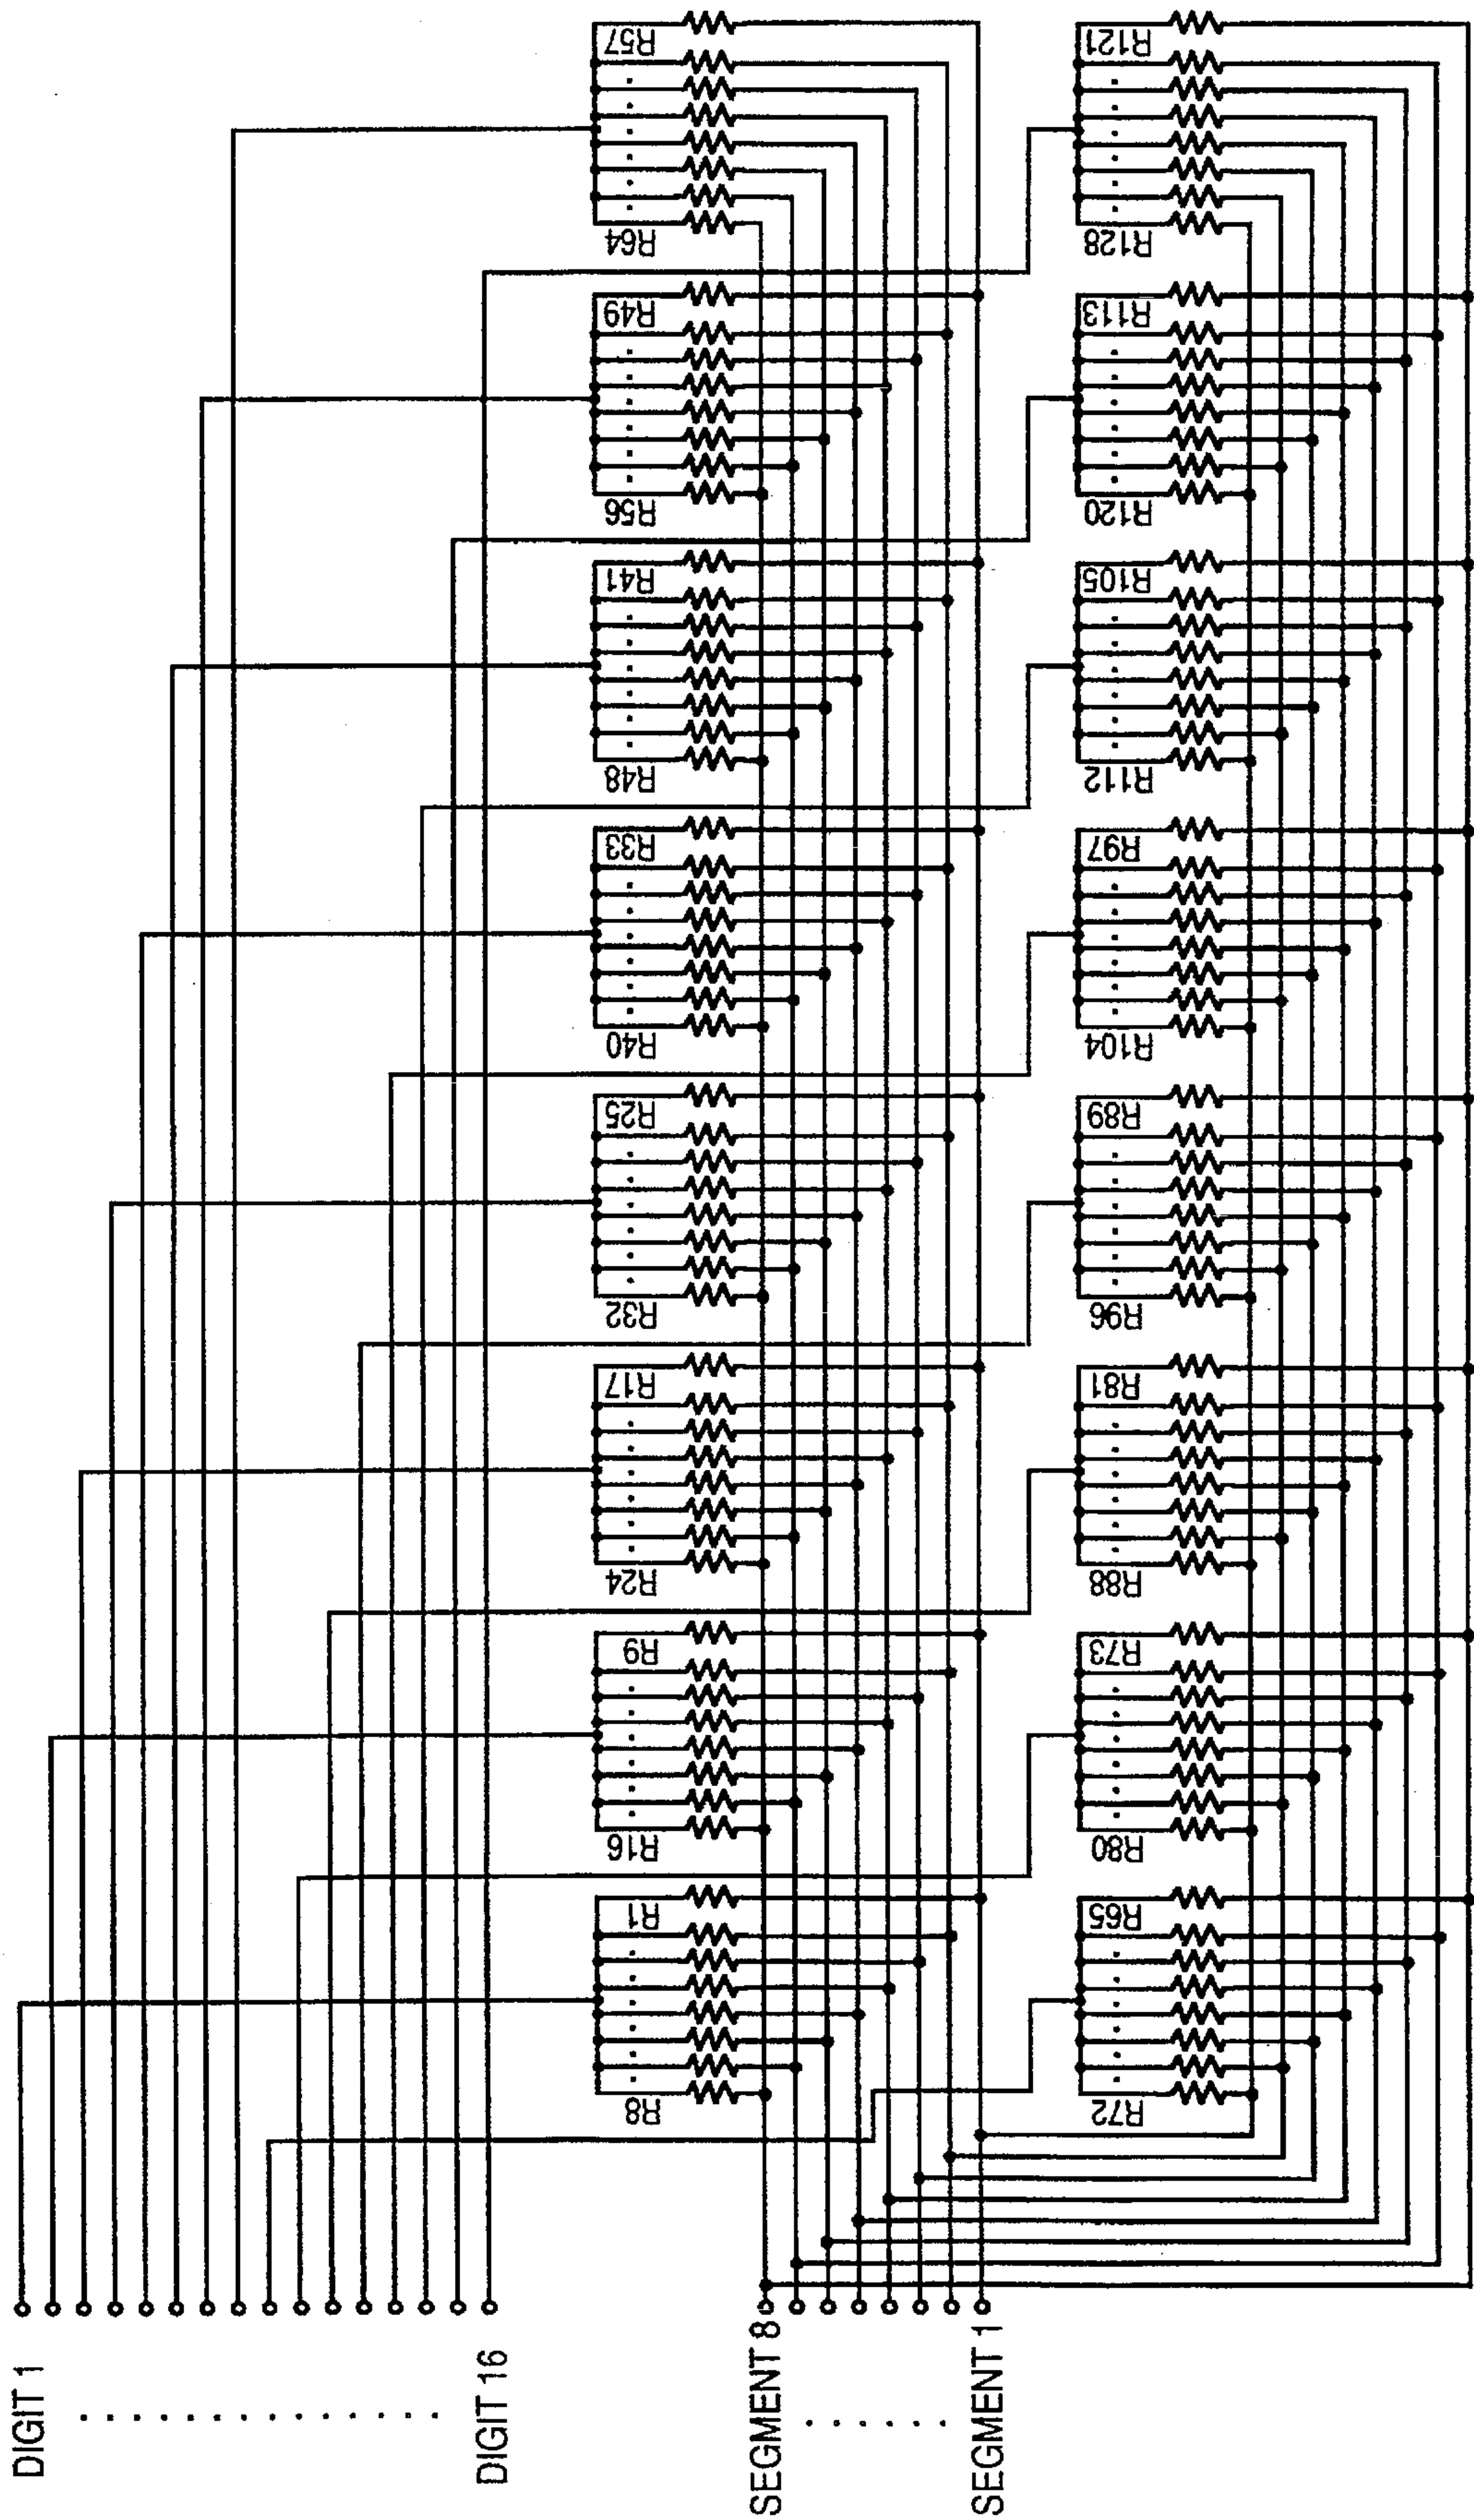 DIGIT 1
DIGIT 16
SEGMENT 8
SEGMENT 1
R8
R1
R16
R9
R24
R17
R32
R25
R40
R33
R48
R41
R56
R49
R64
R57
R72
R65
R80
R73
R88
R81
R96
R89
R104
R97
R112
R105
R120
R113
R128
R121